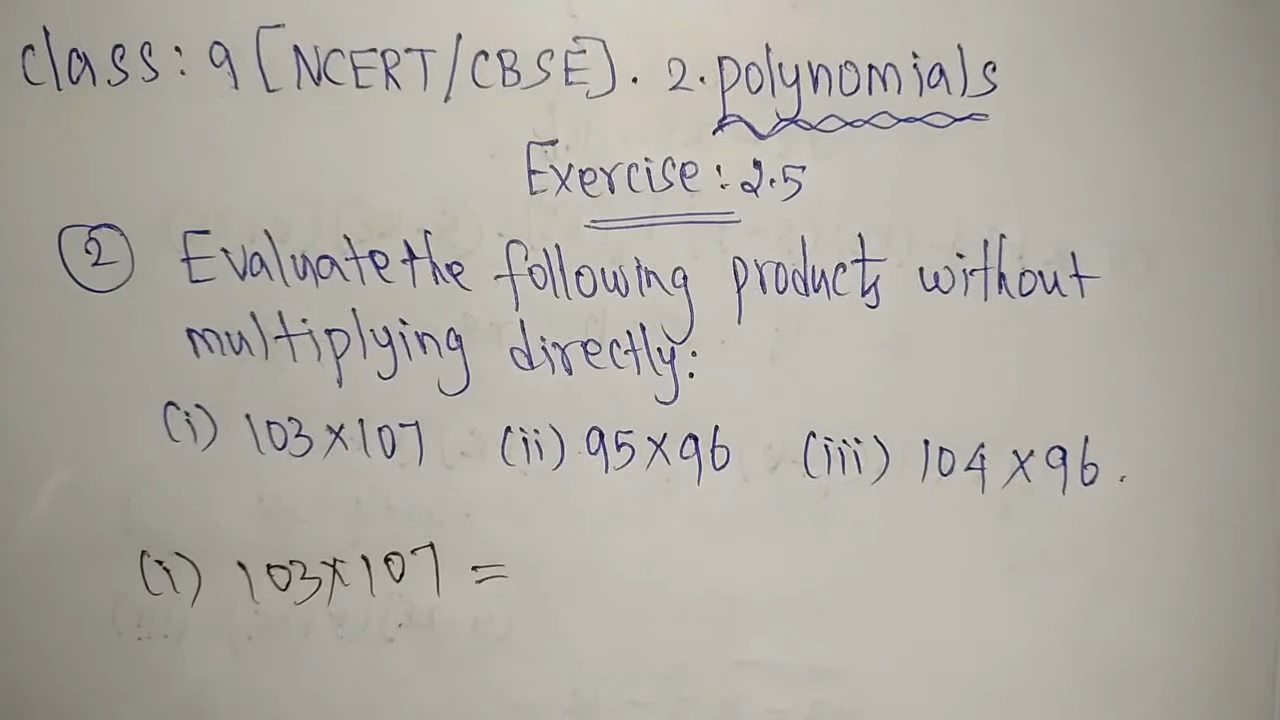 class: 9 [NCERT/CBSE]. 2. polynomials
Exercise: 2.5
2 Evaluate the following products without
multiplying directly:
(i) 103×107 (ii) 95×96 (iii) 104×96.
(i) 103×107 =